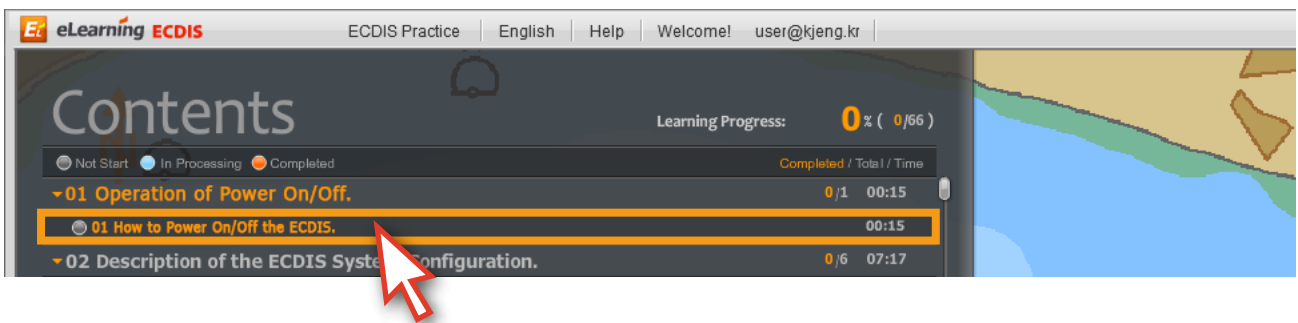 Ec eLearning ECDIS ECDIS Practice English Help Welcome! user@kjeng.kr
Contents
Learning Progress: 0 % ( 0/66 )
Not Start In Processing Completed Completed / Total / Time
01 Operation of Power On/Off. 0/1 00:15
01 How to Power On/Off the ECDIS. 00:15
02 Description of the ECDIS System Configuration. 0/6 07:17